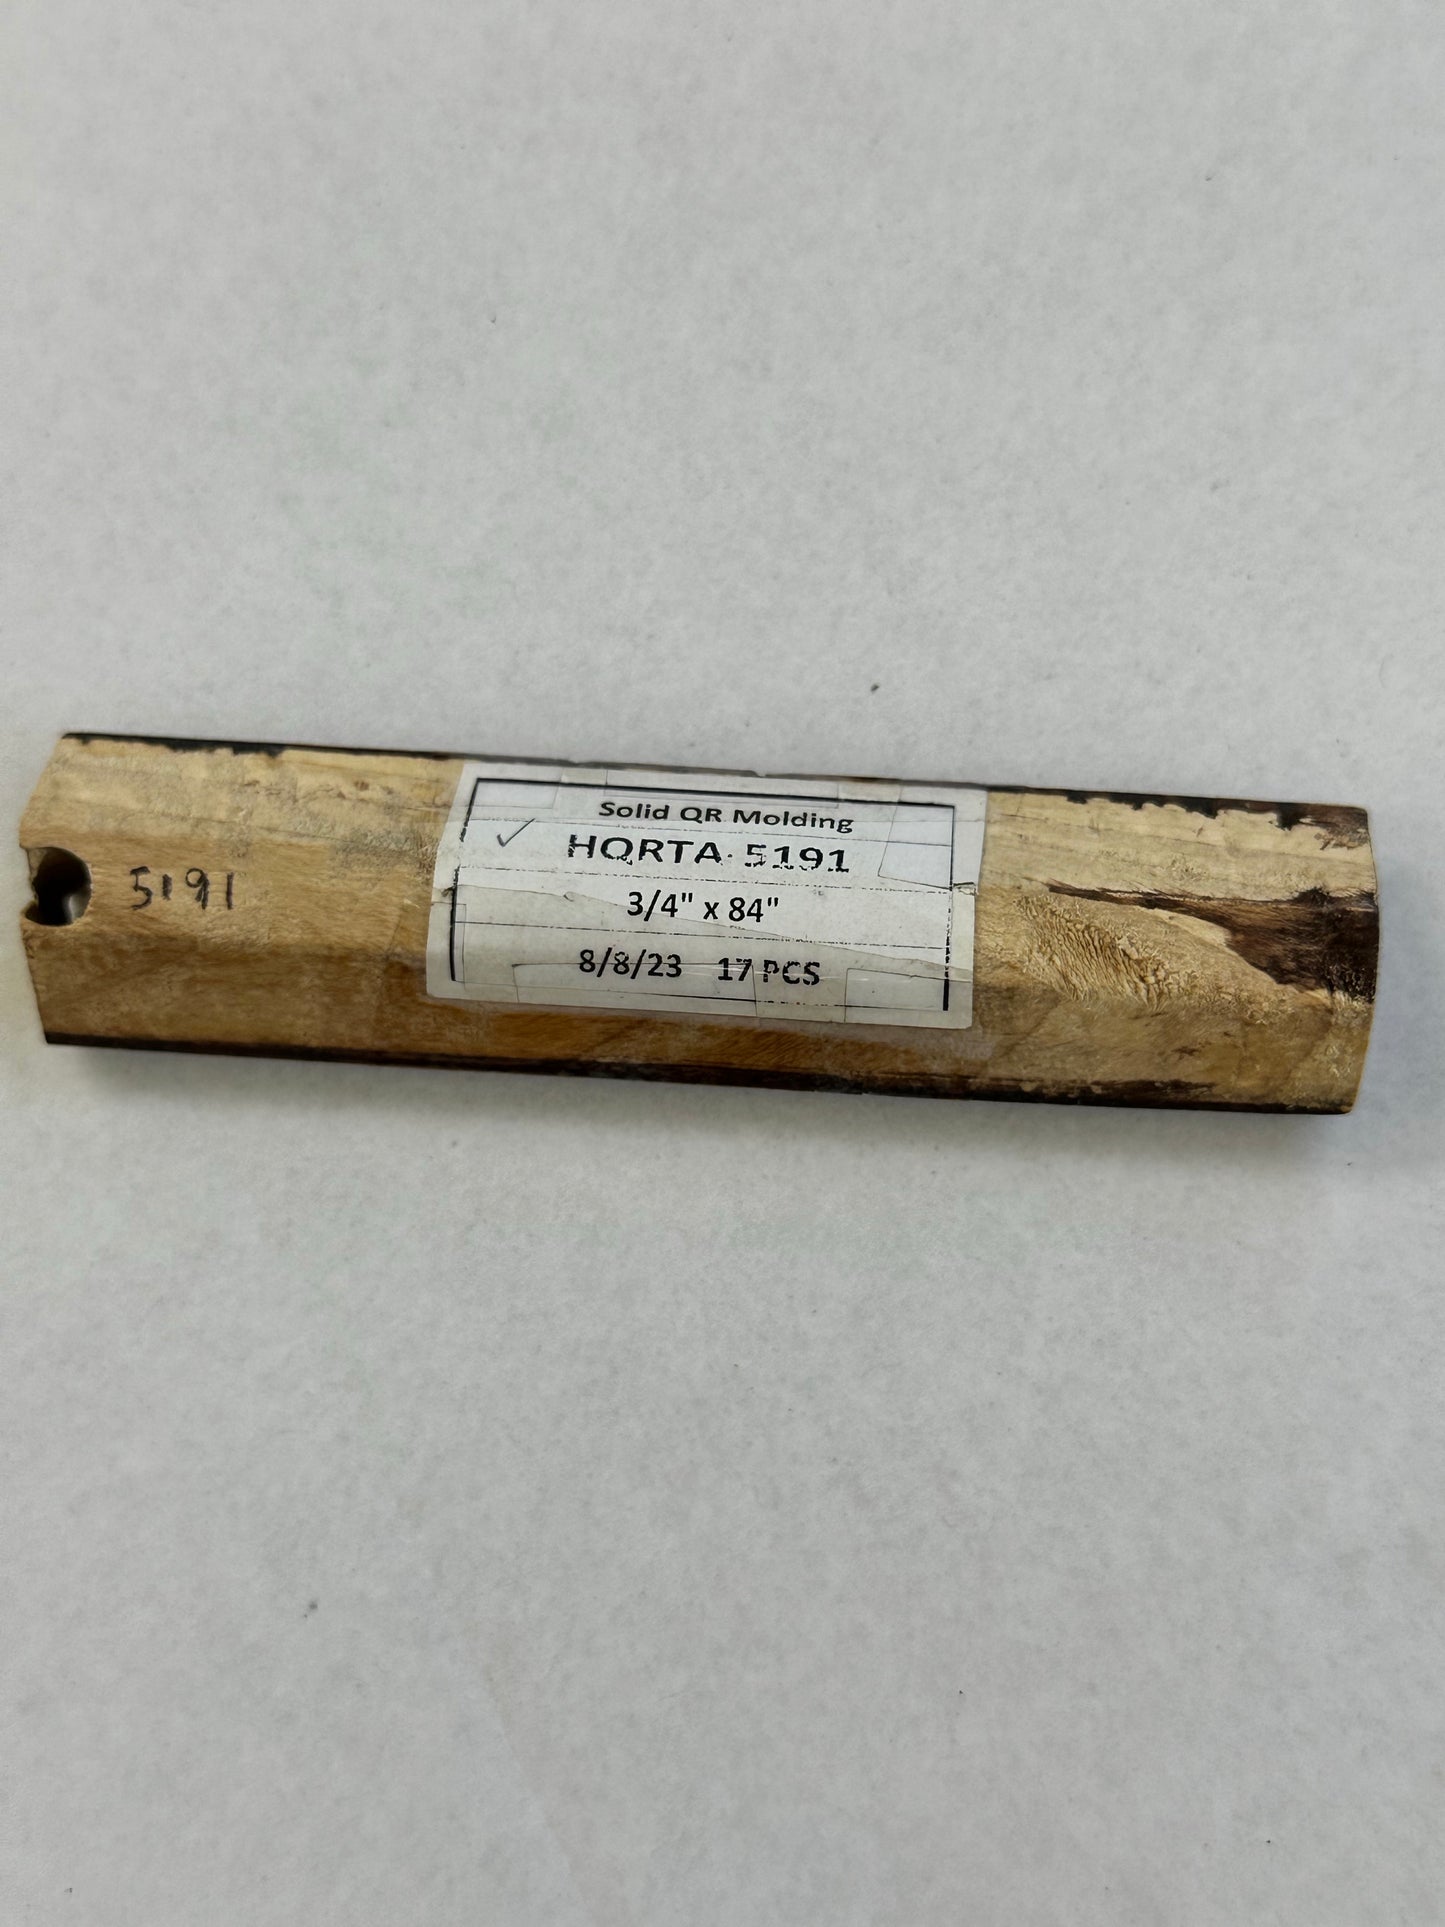 5191
Solid QR Molding
✓
HQRTA 5191
3/4" x 84"
8/8/23 17 PCS